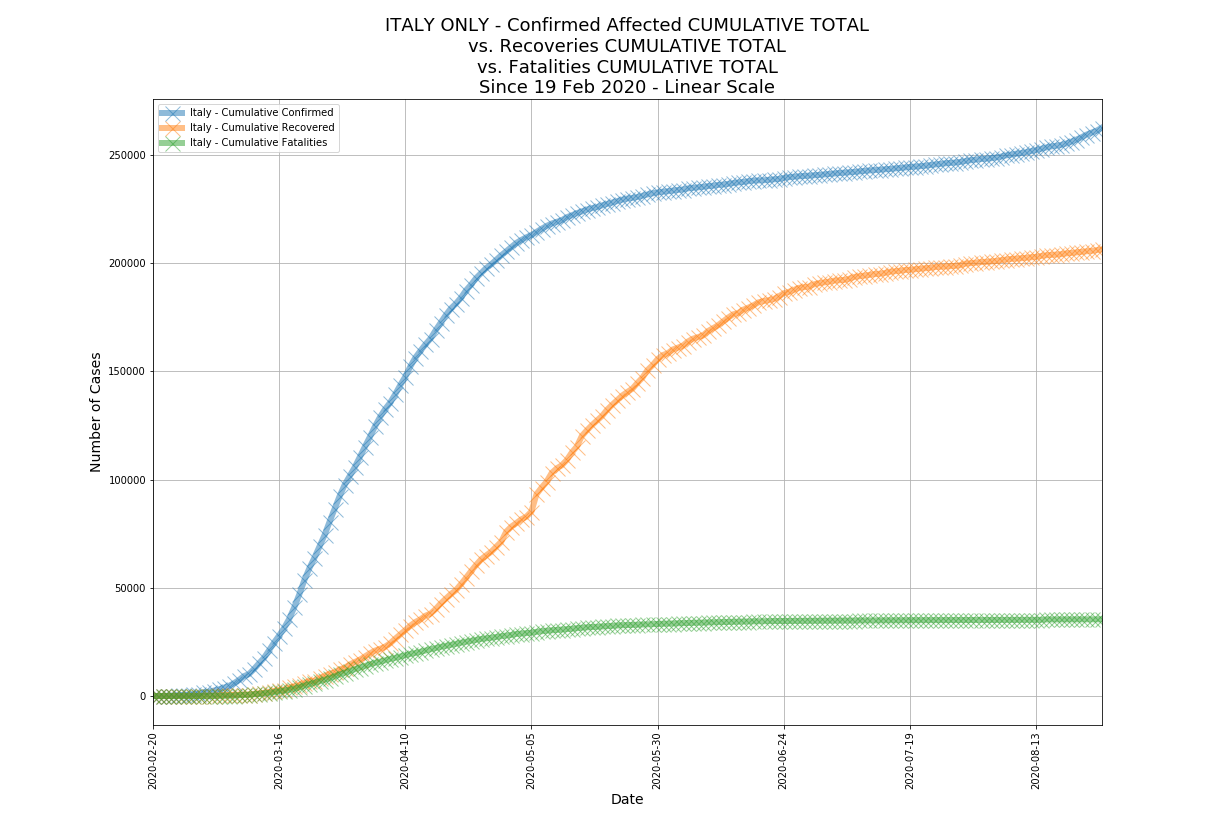 ITALY ONLY - Confirmed Affected CUMULATIVE TOTAL
vs. Recoveries CUMULATIVE TOTAL
vs. Fatalities CUMULATIVE TOTAL
Since 19 Feb 2020 - Linear Scale
Italy - Cumulative Confirmed
Italy - Cumulative Recovered
Italy - Cumulative Fatalities
Number of Cases
250000
200000
150000
100000
50000
0
2020-02-20
2020-03-16
2020-04-10
2020-05-05
2020-05-30
2020-06-24
2020-07-19
2020-08-13
Date